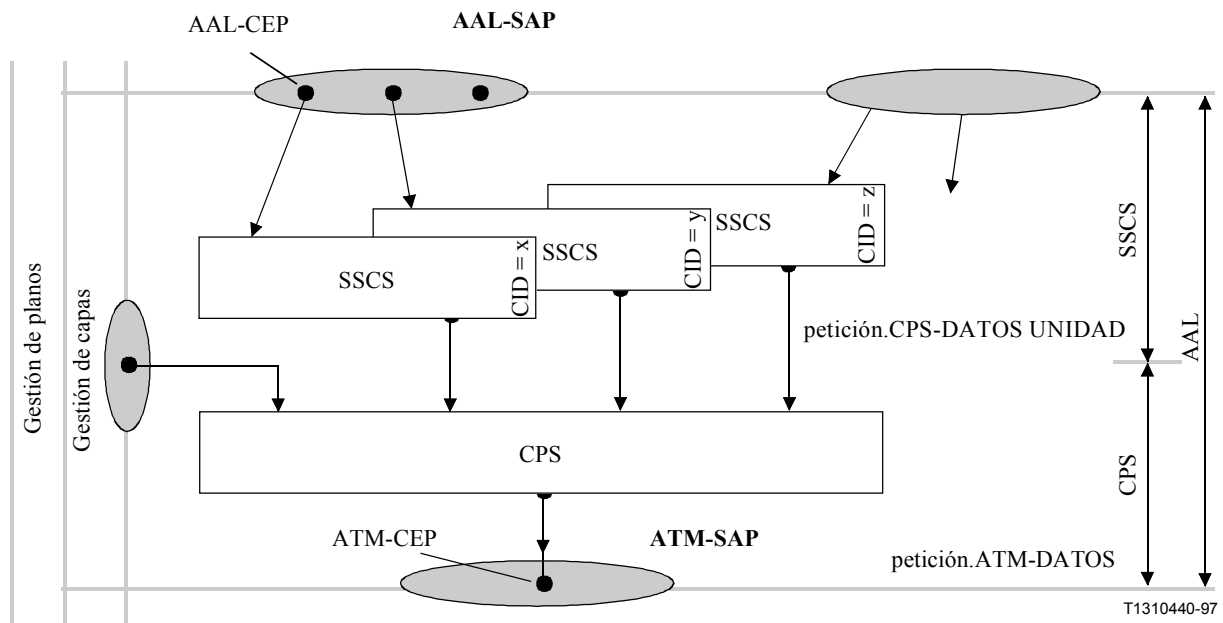 AAL-CEP
AAL-SAP
Gestión de planos
Gestión de capas
SSCS
CID = x
SSCS
CID = y
SSCS
CID = z
petición.CPS-DATOS UNIDAD
CPS
ATM-CEP
ATM-SAP
petición.ATM-DATOS
SSCS
CPS
AAL
T1310440-97